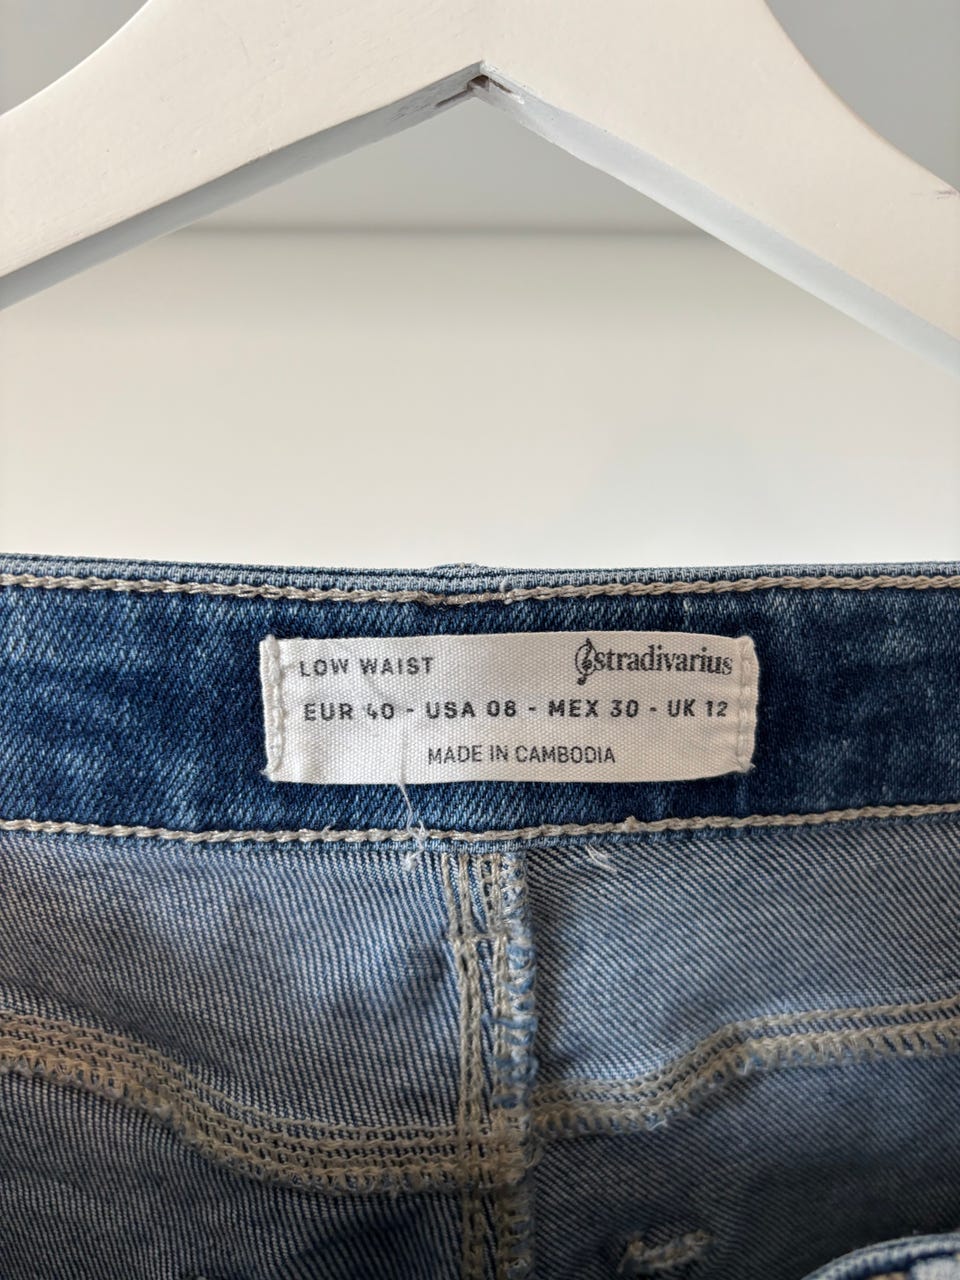 LOW WAIST stradivarius
EUR 40 - USA 08 - MEX 30 - UK 12
MADE IN CAMBODIA